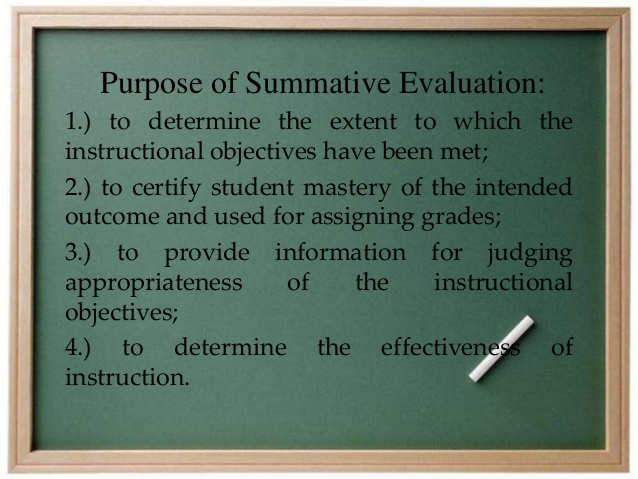 Purpose of Summative Evaluation:
1.) to determine the extent to which the
instructional objectives have been met;
2.) to certify student mastery of the intended
outcome and used for assigning grades;
3.) to provide information for judging
appropriateness of the instructional
objectives;
4.) to determine the effectiveness of
instruction.